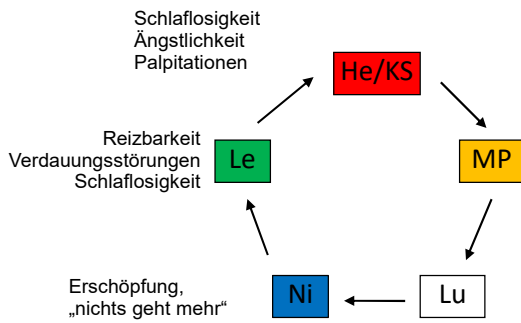 Schlaflosigkeit
Ängstlichkeit
Palpitationen
He/KS
Reizbarkeit
Verdauungsstörungen
Schlaflosigkeit
Le
MP
Erschöpfung,
„nichts geht mehr“
Ni
Lu